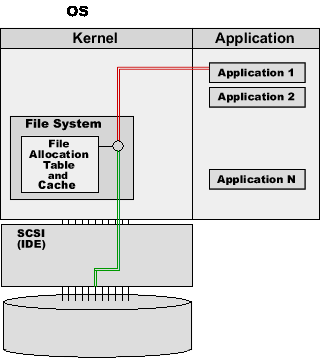 OS
Kernel
Application
Application 1
Application 2
File System
File
Allocation
Table
and
Cache
Application N
SCSI
(IDE)